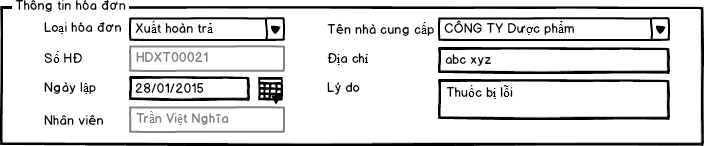 Thông tin hóa đơn
Loại hóa đơn Xuất hoàn trả Tên nhà cung cấp CÔNG TY Dược phẩm
Số HĐ HDXT00021 Địa chỉ abc xyz
Ngày lập 28/01/2015 Lý do Thuốc bị lỗi
Nhân viên Trần Việt Nghĩa